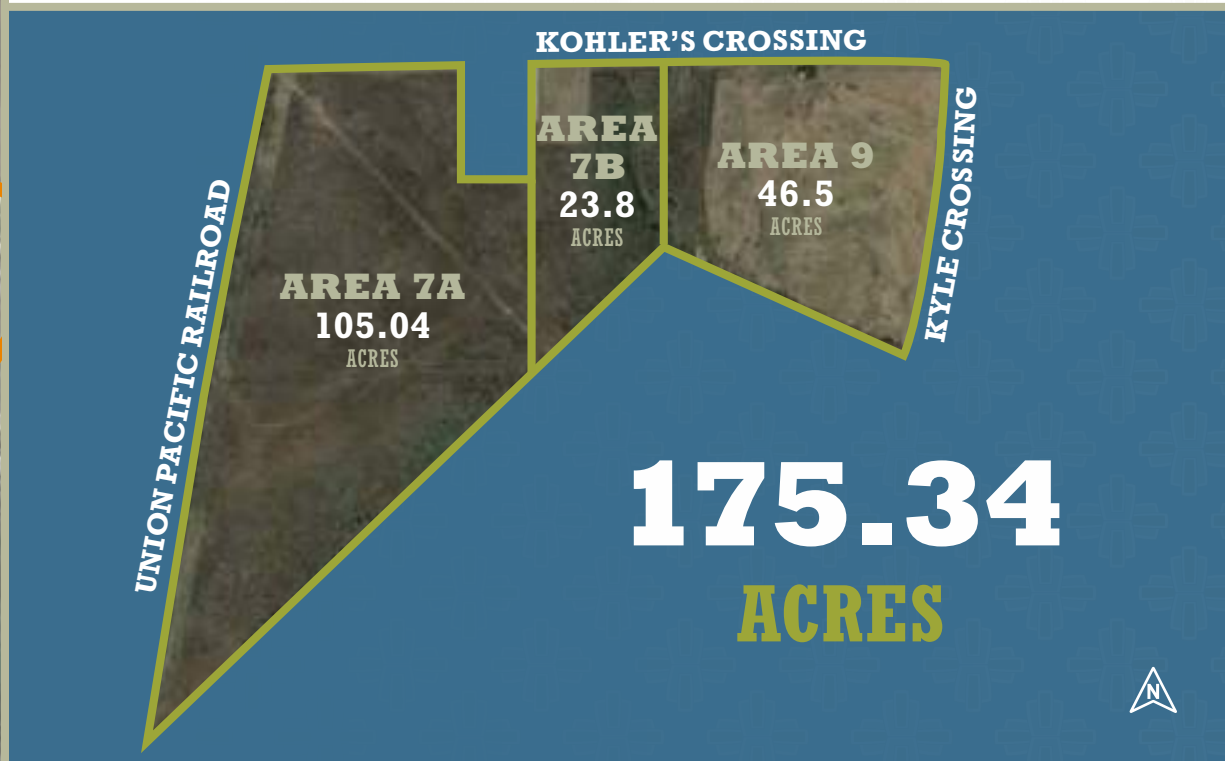 KOHLER'S CROSSING
KYLE CROSSING
UNION PACIFIC RAILROAD
AREA
7B
23.8
ACRES
AREA 9
46.5
ACRES
AREA 7A
105.04
ACRES
175.34
ACRES
N